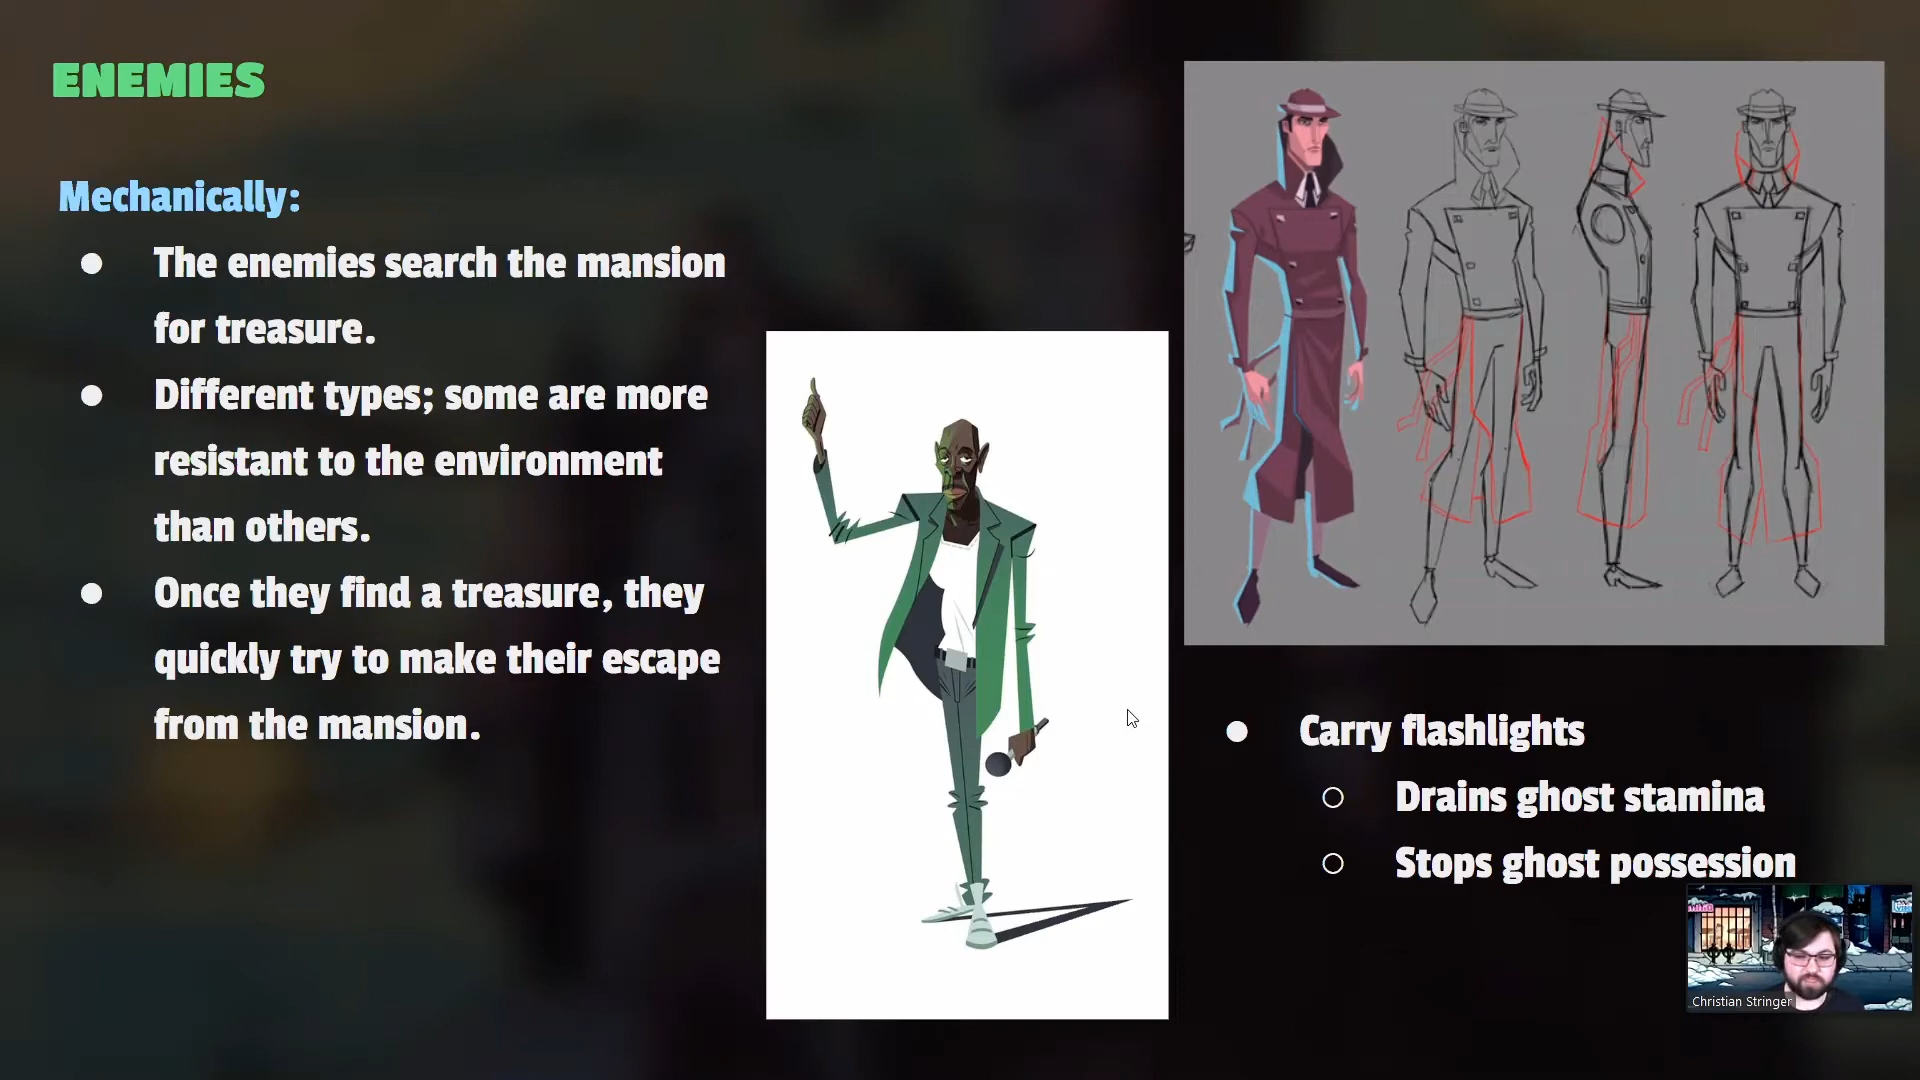 ENEMIES
Mechanically:
● The enemies search the mansion
for treasure.
● Different types; some are more
resistant to the environment
than others.
● Once they find a treasure, they
quickly try to make their escape
from the mansion.
● Carry flashlights
○ Drains ghost stamina
○ Stops ghost possession
Christian Stringer